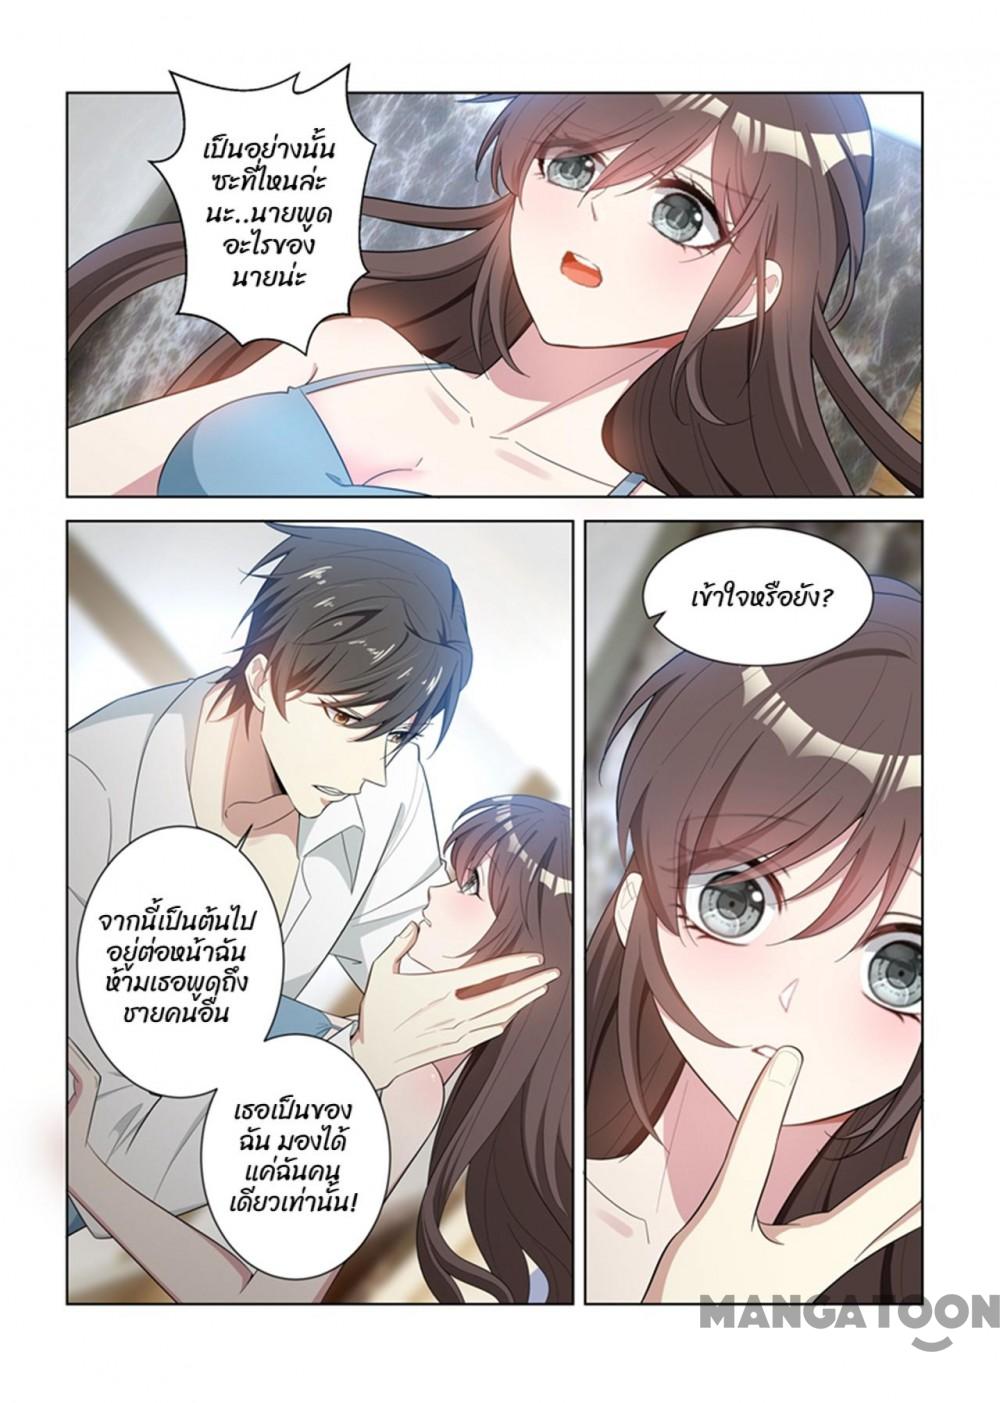 เป็นอย่างนั้น
ซะที่ไหนล่ะ
นะ..นายพูด
อะไรของ
นายน่ะ
จากนี้เป็นต้นไป
อยู่ต่อหน้าฉัน
ห้ามเธอพูดถึง
ชายคนอื่น
เธอเป็นของ
ฉัน มองได้
แค่ฉันคน
เดียวเท่านั้น!
เข้าใจหรือยัง?
MANGATOON